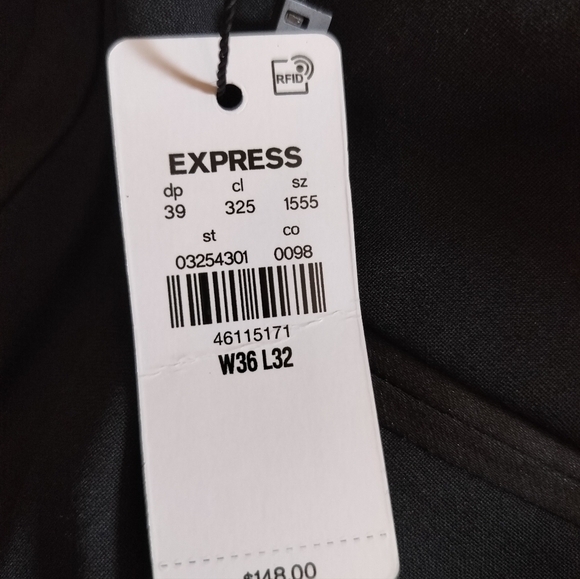 RFID
EXPRESS
dp cl sz
39 325 1555
st co
03254301 0098
46115171
W36 L32
$148.00